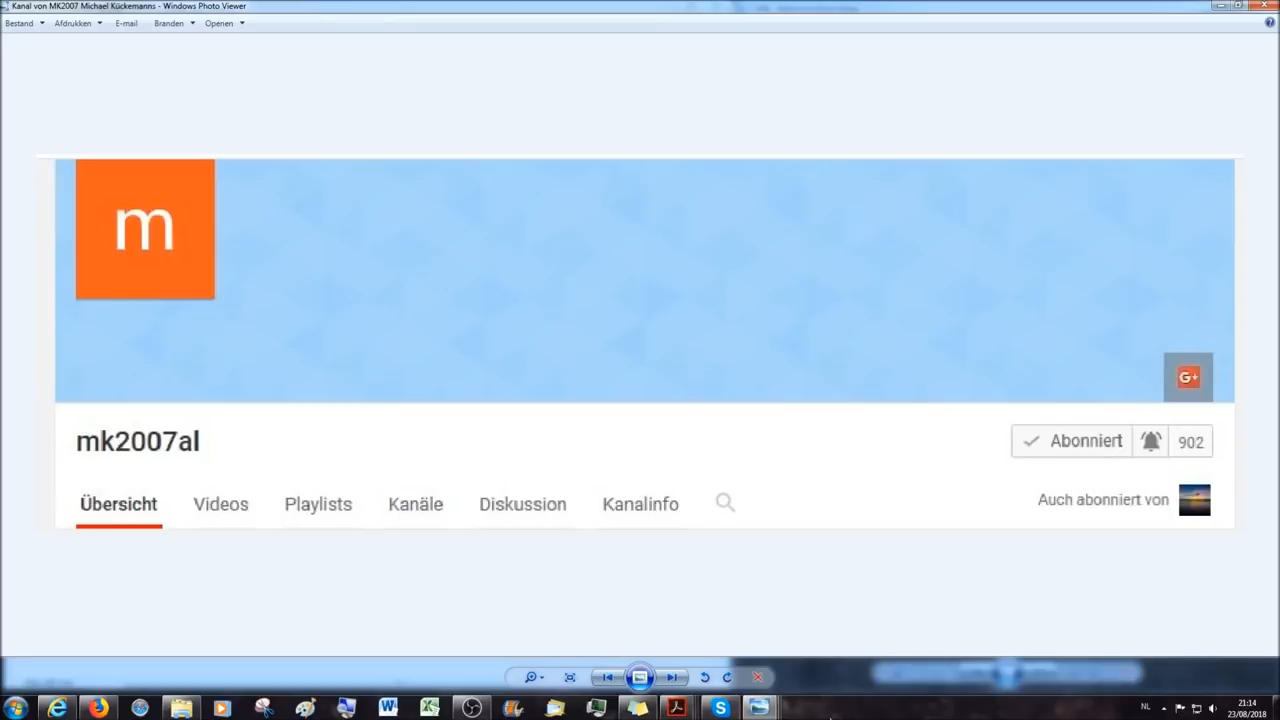 Kanal von MK2007 Michael Kückemanns - Windows Photo Viewer
Bestand Afdrukken E-mail Branden Openen
m
G+
mk2007al
Abonniert 902
Übersicht Videos Playlists Kanäle Diskussion Kanalinfo
Auch abonniert von
NL
21:14
23/08/2018